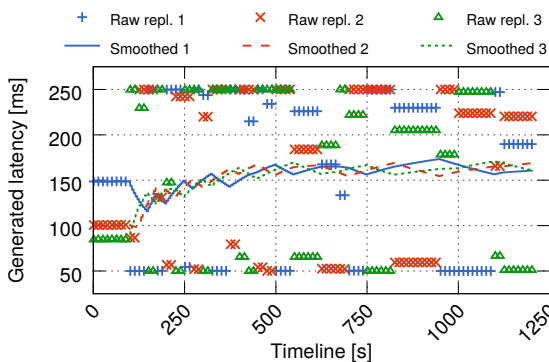 Raw repl. 1 Raw repl. 2 Raw repl. 3
Smoothed 1 Smoothed 2 Smoothed 3
Generated latency [ms]
250
200
150
100
50
0 250 500 750 1000 1250
Timeline [s]